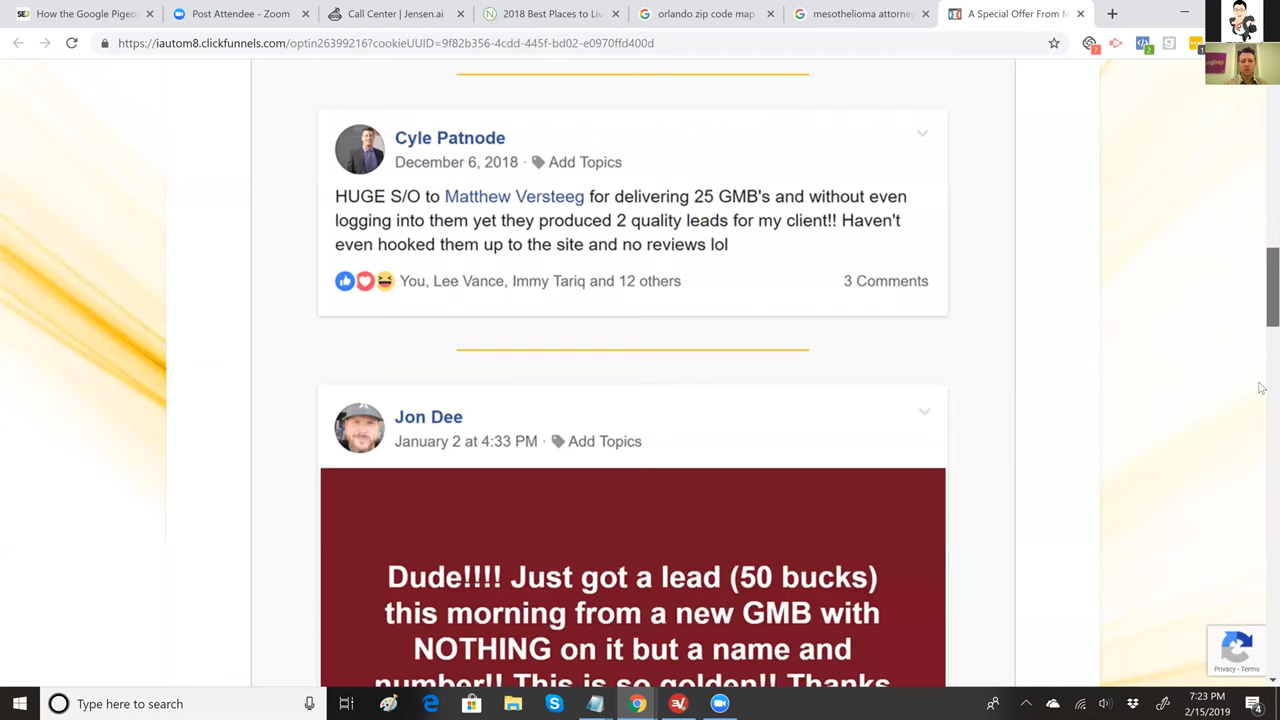 How the Google Pigeo
Post Attendee - Zoom
Call Center | Jensen.ai
2018 Best Places to Liv
orlando zip code map
mesothelioma attorne
A Special Offer From M
https://iautom8.clickfunnels.com/optin26399216?cookieUUID=9f82b356-4cdd-445f-bd02-e0970ffd400d
Cyle Patnode
December 6, 2018 · Add Topics
HUGE S/O to Matthew Versteeg for delivering 25 GMB's and without even
logging into them yet they produced 2 quality leads for my client!! Haven't
even hooked them up to the site and no reviews lol
You, Lee Vance, Immy Tariq and 12 others
3 Comments
Jon Dee
January 2 at 4:33 PM · Add Topics
Dude!!!! Just got a lead (50 bucks)
this morning from a new GMB with
NOTHING on it but a name and
number!! This is so golden!! Thanks
Privacy - Terms
Type here to search
7:23 PM
2/15/2019